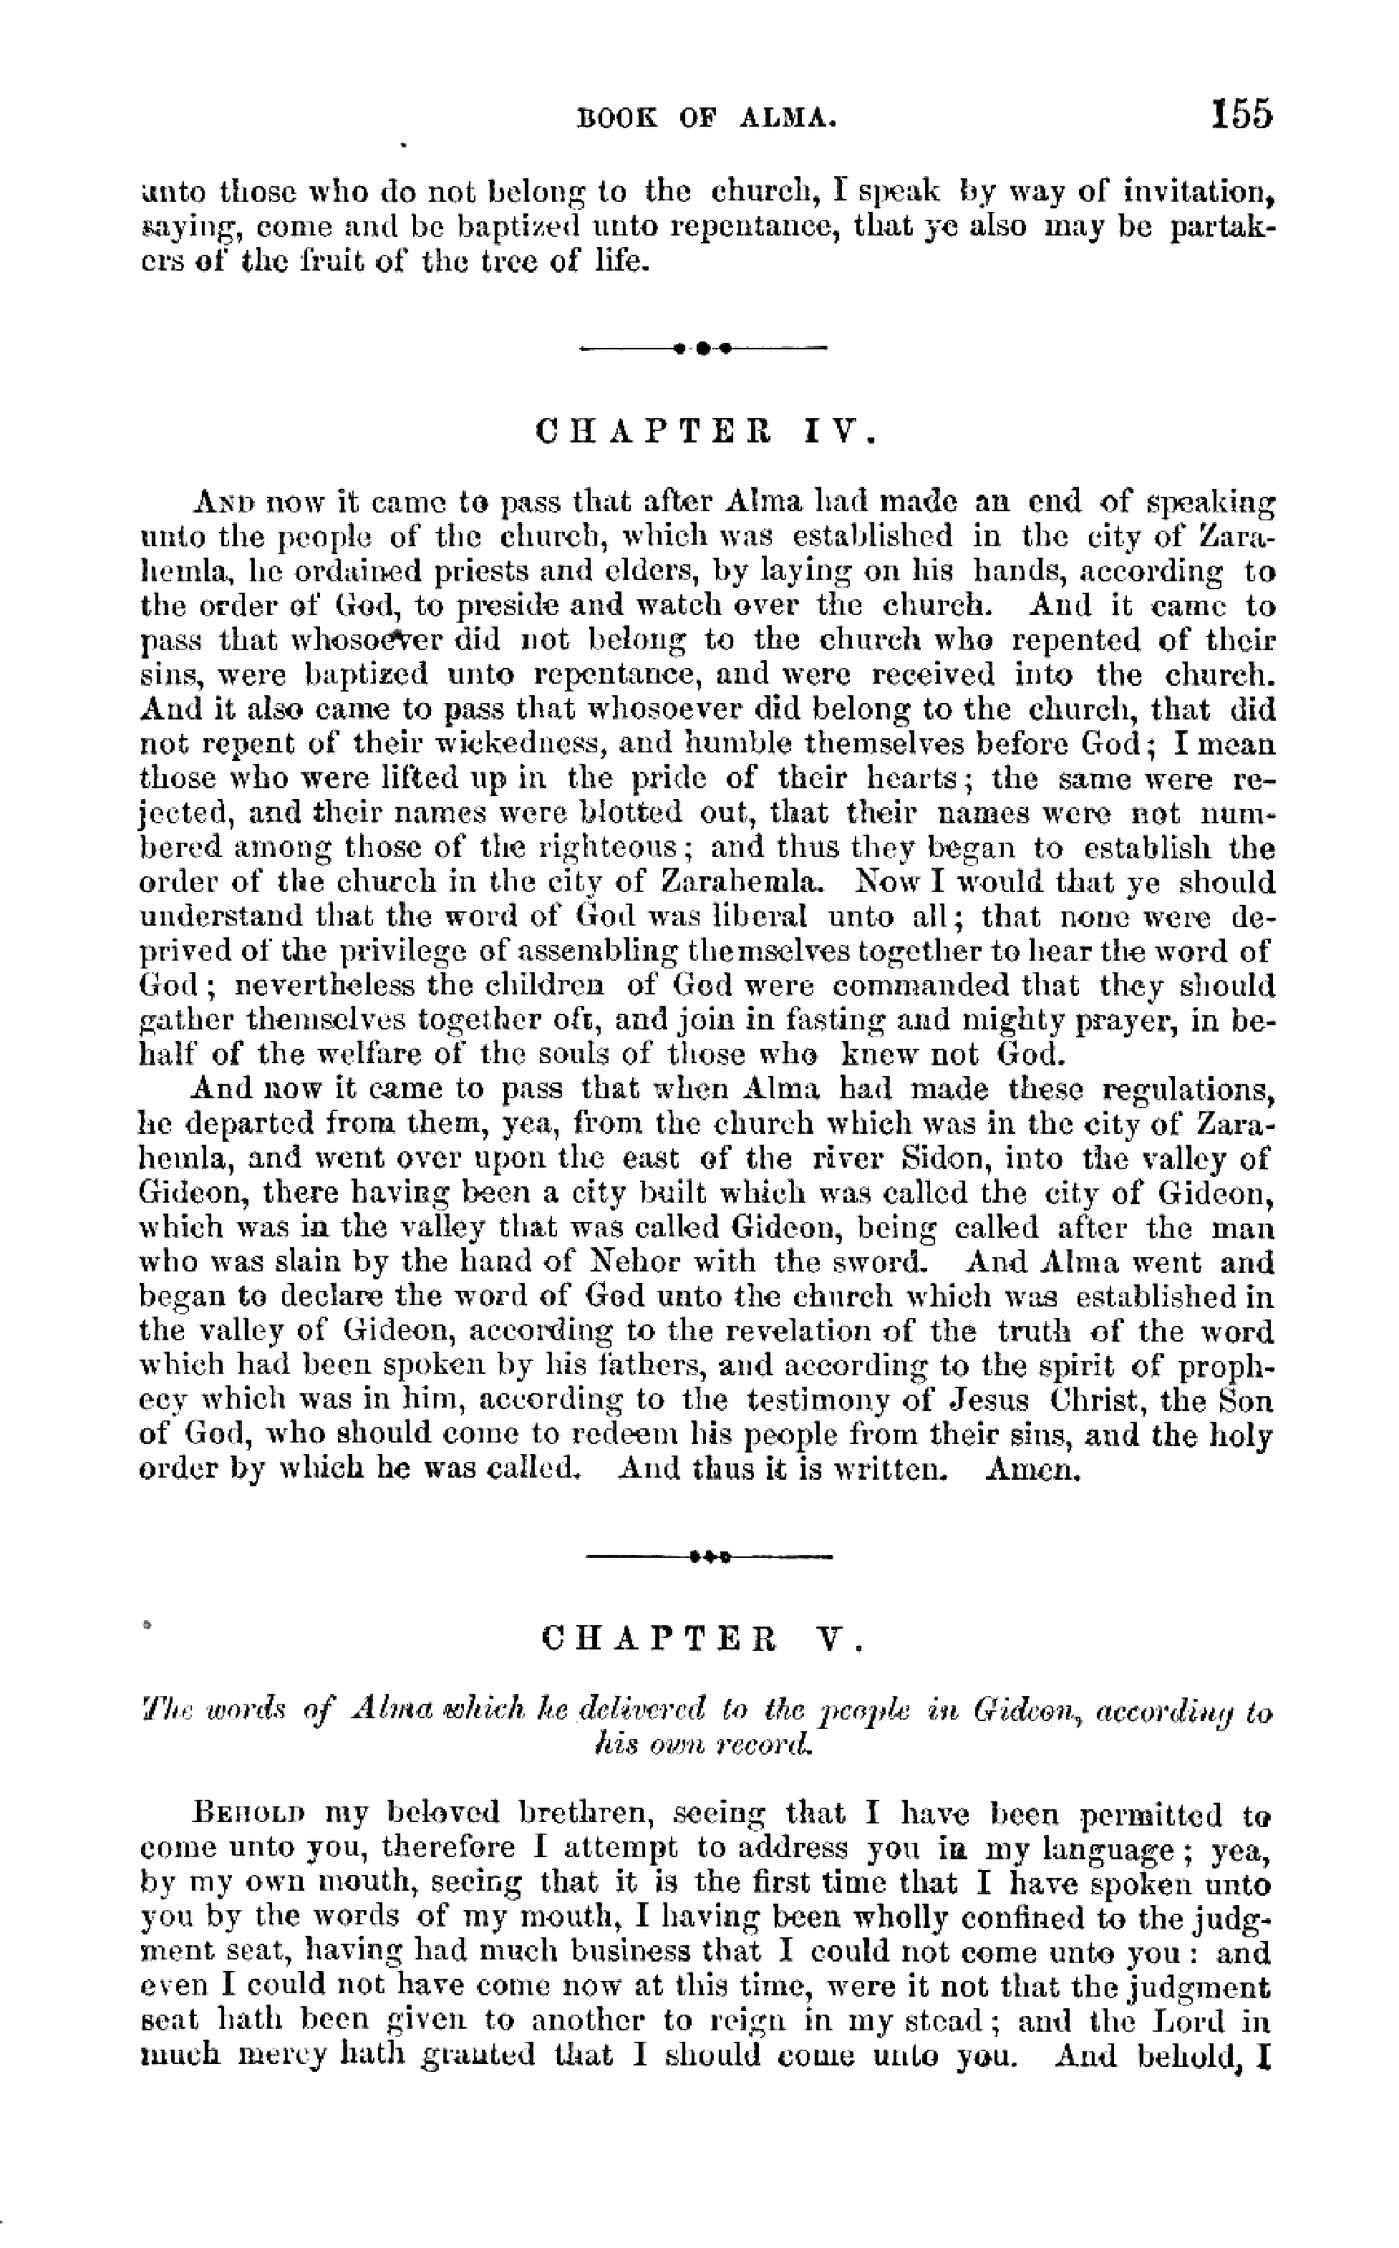 BOOK OF ALMA. 155
unto those who do not belong to the church, I speak by way of invitation,
saying, come and be baptized unto repentance, that ye also may be partak-
ers of the fruit of the tree of life.
CHAPTER IV.
AND now it came to pass that after Alma had made an end of speaking
unto the people of the church, which was established in the city of Zara-
hemla, he ordained priests and elders, by laying on his hands, according to
the order of God, to preside and watch over the church. And it came to
pass that whosoever did not belong to the church who repented of their
sins, were baptized unto repentance, and were received into the church.
And it also came to pass that whosoever did belong to the church, that did
not repent of their wickedness, and humble themselves before God; I mean
those who were lifted up in the pride of their hearts; the same were re-
jected, and their names were blotted out, that their names were not num-
bered among those of the righteous; and thus they began to establish the
order of the church in the city of Zarahemla. Now I would that ye should
understand that the word of God was liberal unto all; that none were de-
prived of the privilege of assembling themselves together to hear the word of
God; nevertheless the children of God were commanded that they should
gather themselves together oft, and join in fasting and mighty prayer, in be-
half of the welfare of the souls of those who knew not God.
And now it came to pass that when Alma had made these regulations,
he departed from them, yea, from the church which was in the city of Zara-
hemla, and went over upon the east of the river Sidon, into the valley of
Gideon, there having been a city built which was called the city of Gideon,
which was in the valley that was called Gideon, being called after the man
who was slain by the hand of Nehor with the sword. And Alma went and
began to declare the word of God unto the church which was established in
the valley of Gideon, according to the revelation of the truth of the word
which had been spoken by his fathers, and according to the spirit of proph-
ecy which was in him, according to the testimony of Jesus Christ, the Son
of God, who should come to redeem his people from their sins, and the holy
order by which he was called. And thus it is written. Amen.
CHAPTER V.
The words of Alma which he delivered to the people in Gideon, according to
his own record.
BEHOLD my beloved brethren, seeing that I have been permitted to
come unto you, therefore I attempt to address you in my language; yea,
by my own mouth, seeing that it is the first time that I have spoken unto
you by the words of my mouth, I having been wholly confined to the judg-
ment seat, having had much business that I could not come unto you: and
even I could not have come now at this time, were it not that the judgment
seat hath been given to another to reign in my stead; and the Lord in
much mercy hath granted that I should come unto you. And behold, I